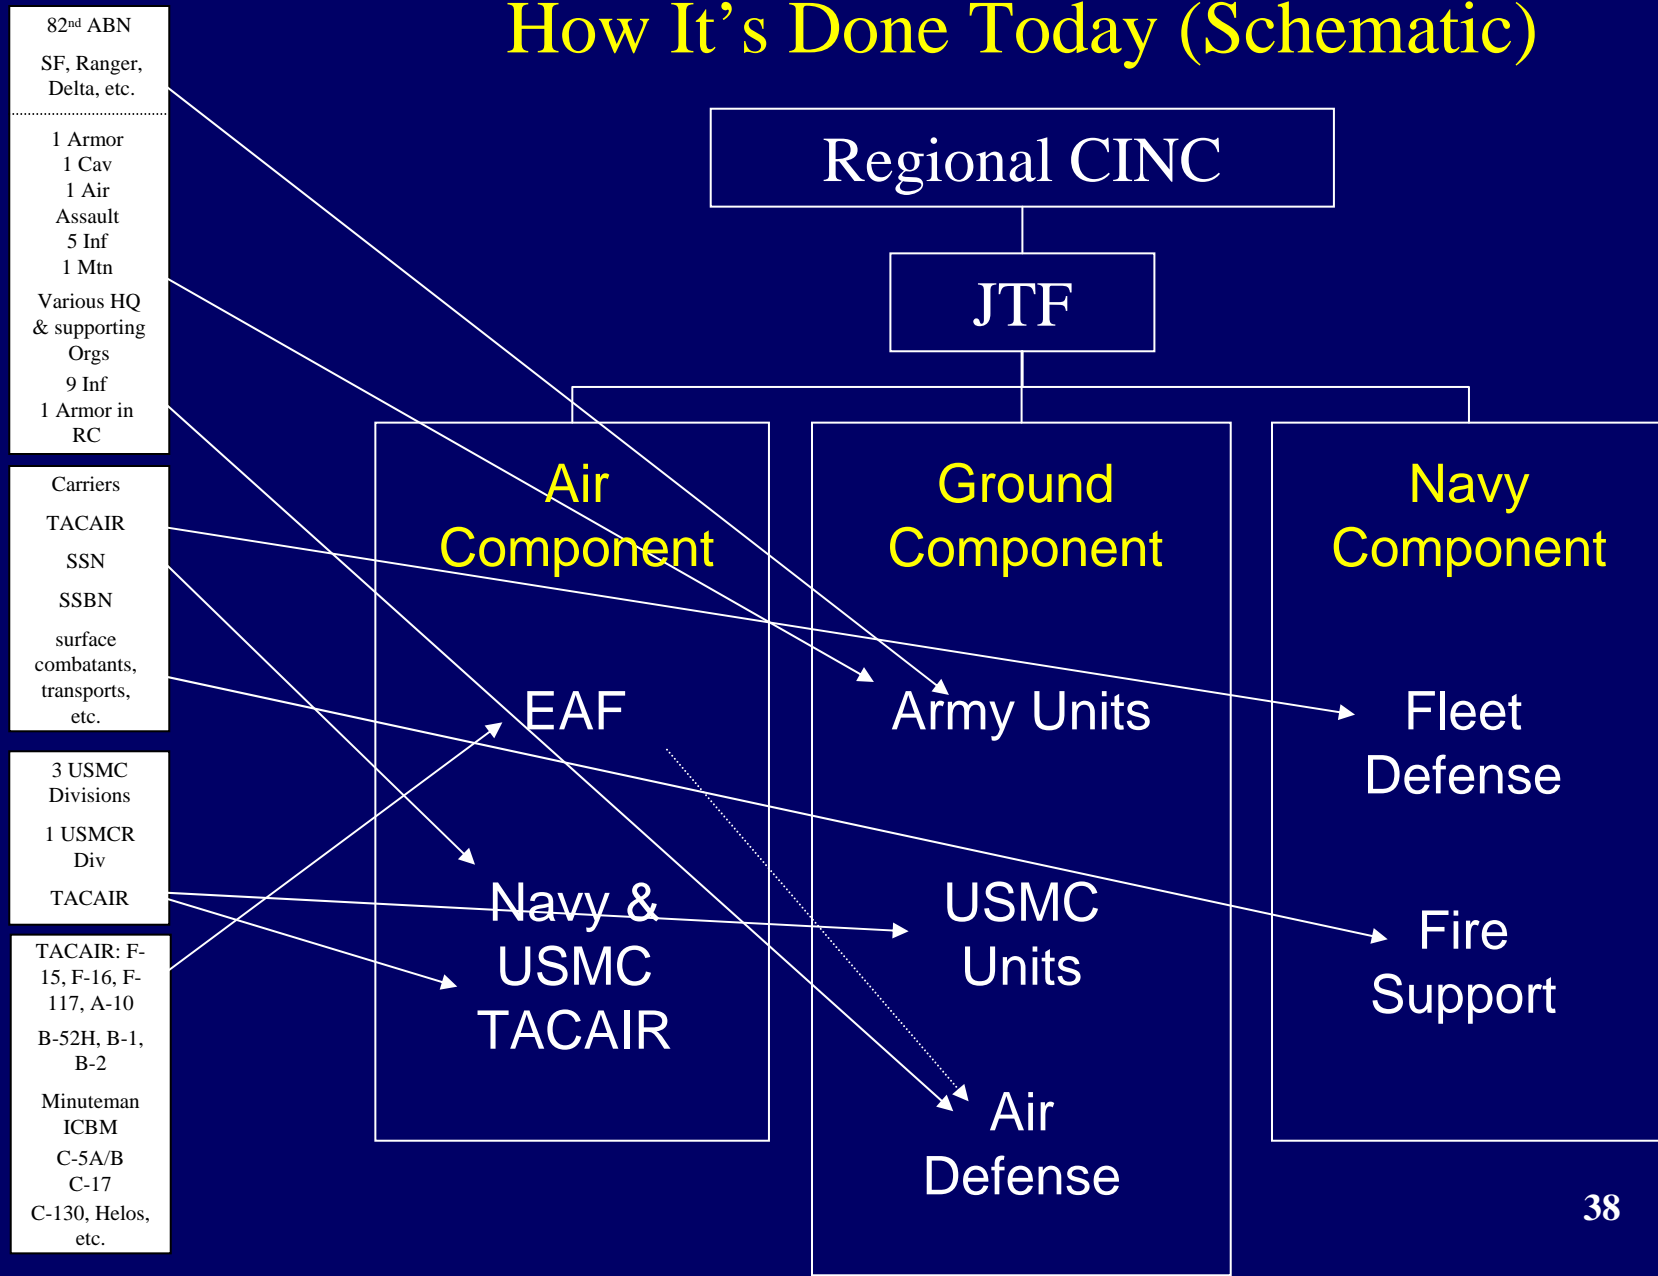 How It's Done Today (Schematic)
82nd ABN
SF, Ranger,
Delta, etc.
1 Armor
1 Cav
1 Air
Assault
5 Inf
1 Mtn
Various HQ
& supporting
Orgs
9 Inf
1 Armor in
RC
Carriers
TACAIR
SSN
SSBN
surface
combatants,
transports,
etc.
3 USMC
Divisions
1 USMCR
Div
TACAIR
TACAIR: F-
15, F-16, F-
117, A-10
B-52H, B-1,
B-2
Minuteman
ICBM
C-5A/B
C-17
C-130, Helos,
etc.
Regional CINC
JTF
Air
Component
EAF
Navy &
USMC
TACAIR
Ground
Component
Army Units
USMC
Units
Air
Defense
Navy
Component
Fleet
Defense
Fire
Support
38